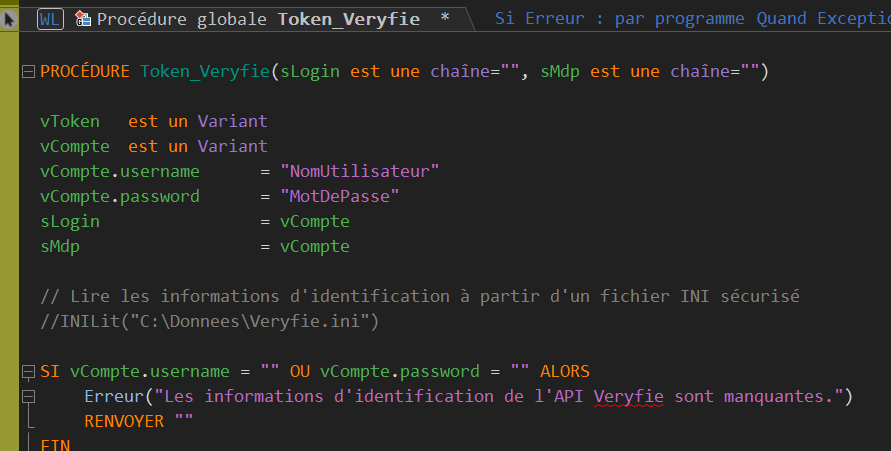 WL Procédure globale Token_Veryfie * Si Erreur : par programme Quand Exceptio
PROCÉDURE Token_Veryfie(sLogin est une chaîne="", sMdp est une chaîne="")
vToken est un Variant
vCompte est un Variant
vCompte.username = "NomUtilisateur"
vCompte.password = "MotDePasse"
sLogin = vCompte
sMdp = vCompte
// Lire les informations d'identification à partir d'un fichier INI sécurisé
//INILit("C:\Donnees\Veryfie.ini")
SI vCompte.username = "" OU vCompte.password = "" ALORS
Erreur("Les informations d'identification de l'API Veryfie sont manquantes.")
RENVOYER ""
FIN